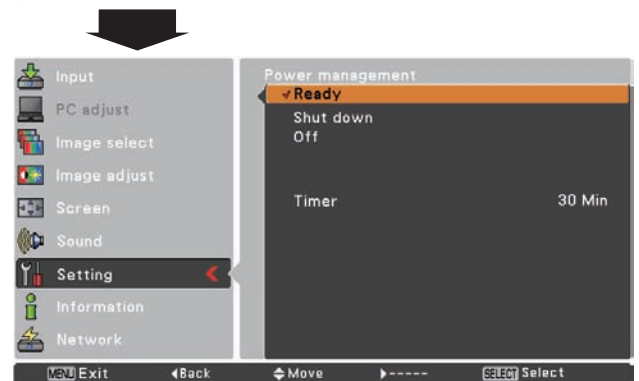 Input
PC adjust
Image select
Image adjust
Screen
Sound
Setting
Information
Network
Power management
✓Ready
Shut down
Off
Timer 30 Min
MENU Exit ◀Back ▲▼Move ▶----- SELECT Select